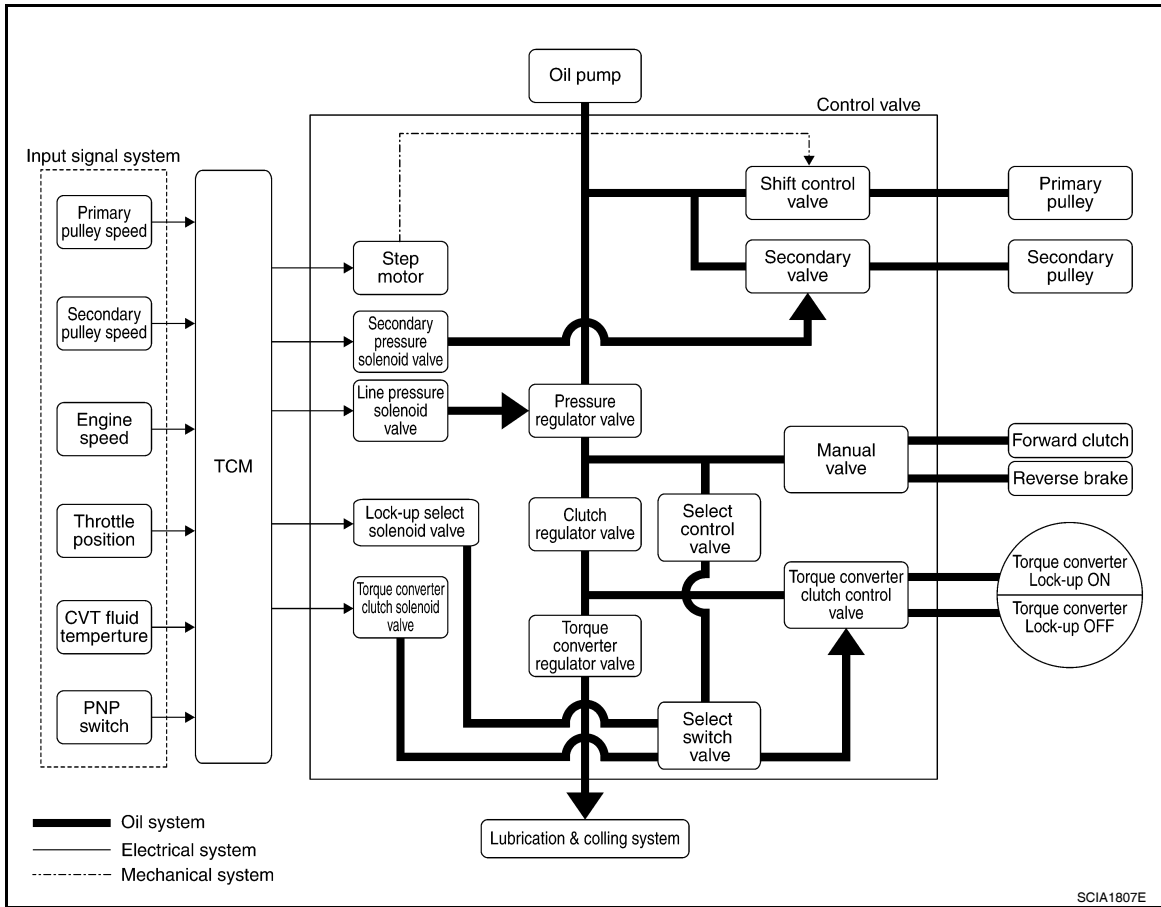 Oil pump
Control valve
Input signal system
Primary
pulley speed
Secondary
pulley speed
Engine
speed
Throttle
position
CVT fluid
temperture
PNP
switch
TCM
Step
motor
Secondary
pressure
solenoid valve
Line pressure
solenoid
valve
Lock-up select
solenoid valve
Torque converter
clutch solenoid
valve
Pressure
regulator valve
Clutch
regulator valve
Torque
converter
regulator valve
Select
control
valve
Select
switch
valve
Shift control
valve
Secondary
valve
Manual
valve
Torque converter
clutch control
valve
Primary
pulley
Secondary
pulley
Forward clutch
Reverse brake
Torque converter
Lock-up ON
Torque converter
Lock-up OFF
Lubrication & colling system
Oil system
Electrical system
Mechanical system
SCIA1807E